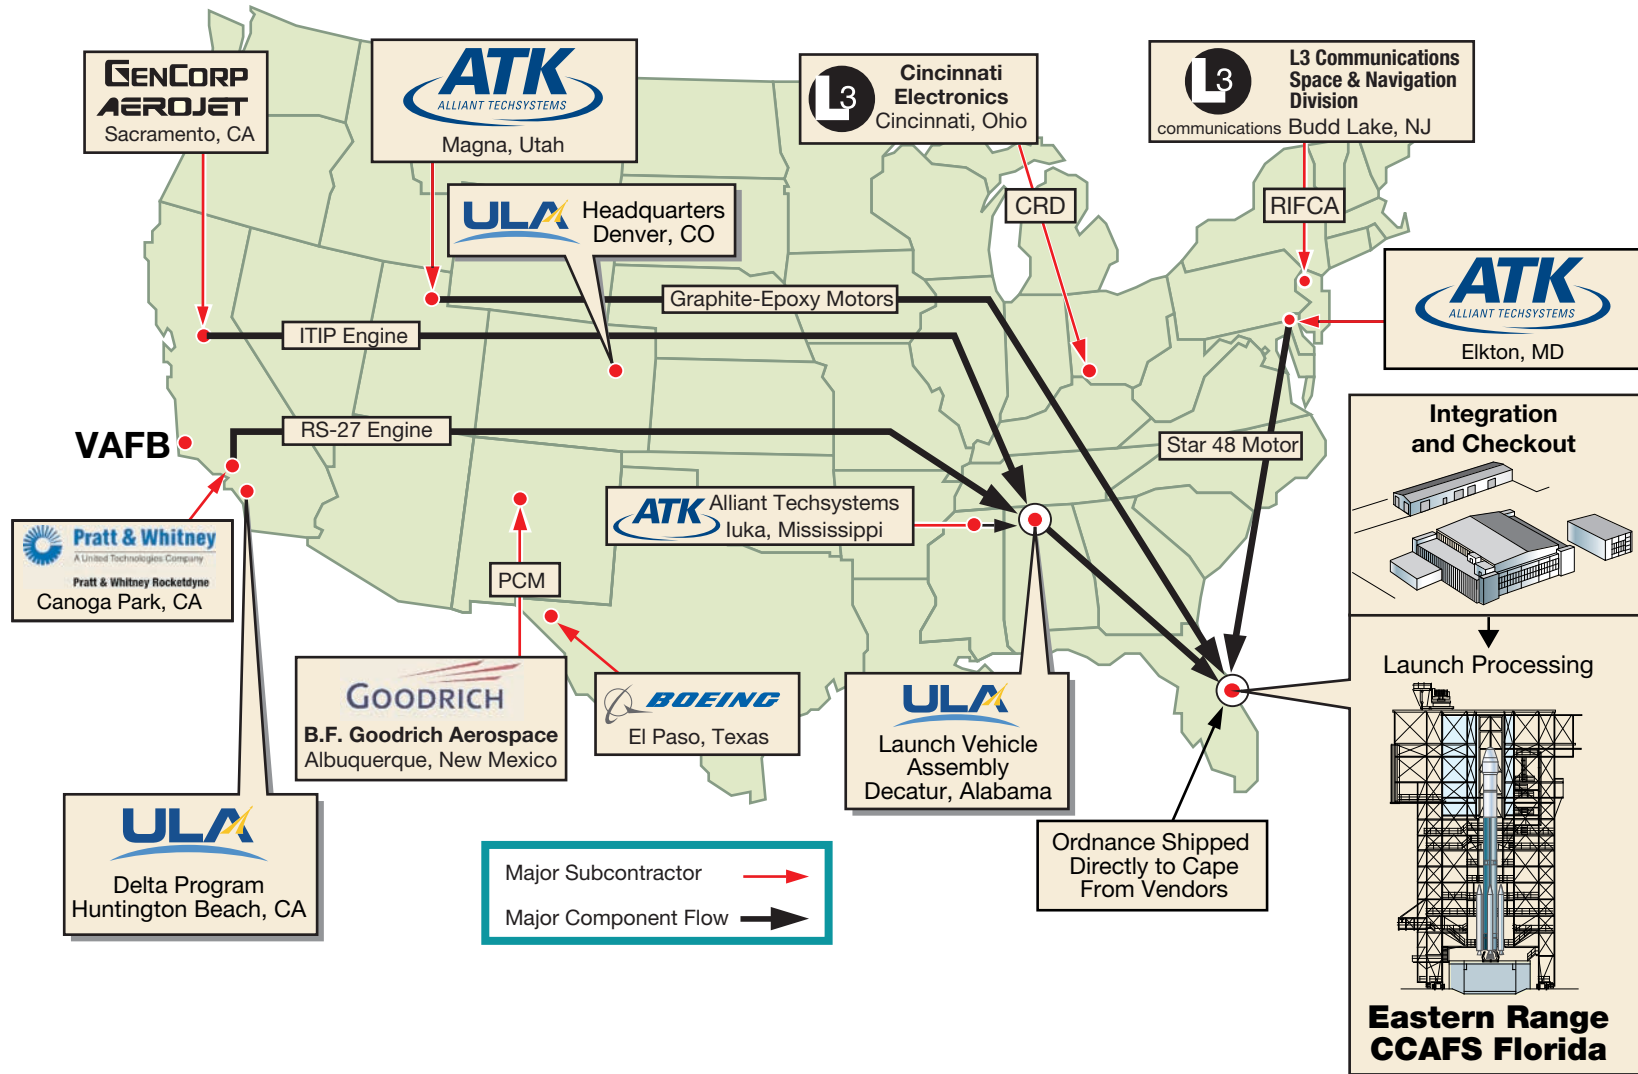 GENCORP
AEROJET
Sacramento, CA
ATK
ALLIANT TECHSYSTEMS
Magna, Utah
L3
Cincinnati
Electronics
Cincinnati, Ohio
L3
communications
L3 Communications
Space & Navigation
Division
Budd Lake, NJ
ULA
Headquarters
Denver, CO
CRD
RIFCA
ATK
ALLIANT TECHSYSTEMS
Elkton, MD
Graphite-Epoxy Motors
ITIP Engine
RS-27 Engine
VAFB
Star 48 Motor
Pratt & Whitney
A United Technologies Company
Pratt & Whitney Rocketdyne
Canoga Park, CA
ATK
Alliant Techsystems
Iuka, Mississippi
PCM
GOODRICH
B.F. Goodrich Aerospace
Albuquerque, New Mexico
BOEING
El Paso, Texas
ULA
Launch Vehicle
Assembly
Decatur, Alabama
ULA
Delta Program
Huntington Beach, CA
Major Subcontractor
Major Component Flow
Ordnance Shipped
Directly to Cape
From Vendors
Integration
and Checkout
Launch Processing
Eastern Range
CCAFS Florida